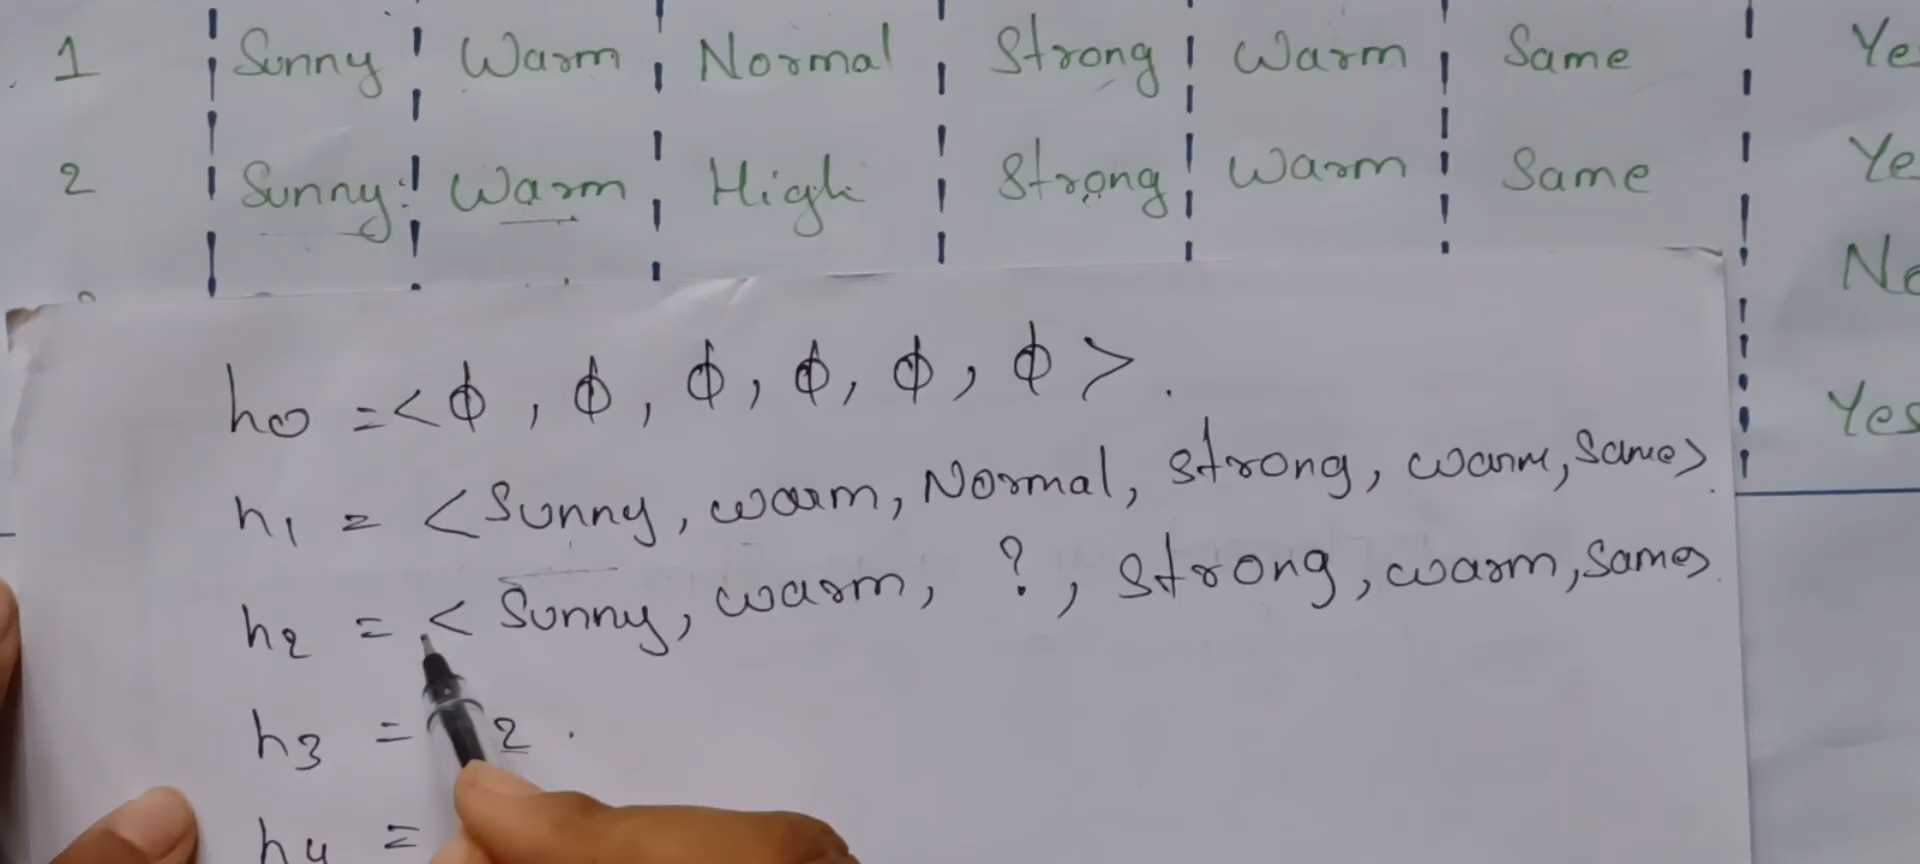 1 Sunny Warm Normal Strong Warm Same Ye
2 Sunny Warm High Strong Warm Same Ye
No
Yes
h0 = < ϕ , ϕ , ϕ , ϕ , ϕ , ϕ > .
h1 = < Sunny, warm, Normal, Strong, warm, Same >.
h2 = < Sunny, warm, ?, Strong, warm, Same>.
h3 = 2 .
h4 =